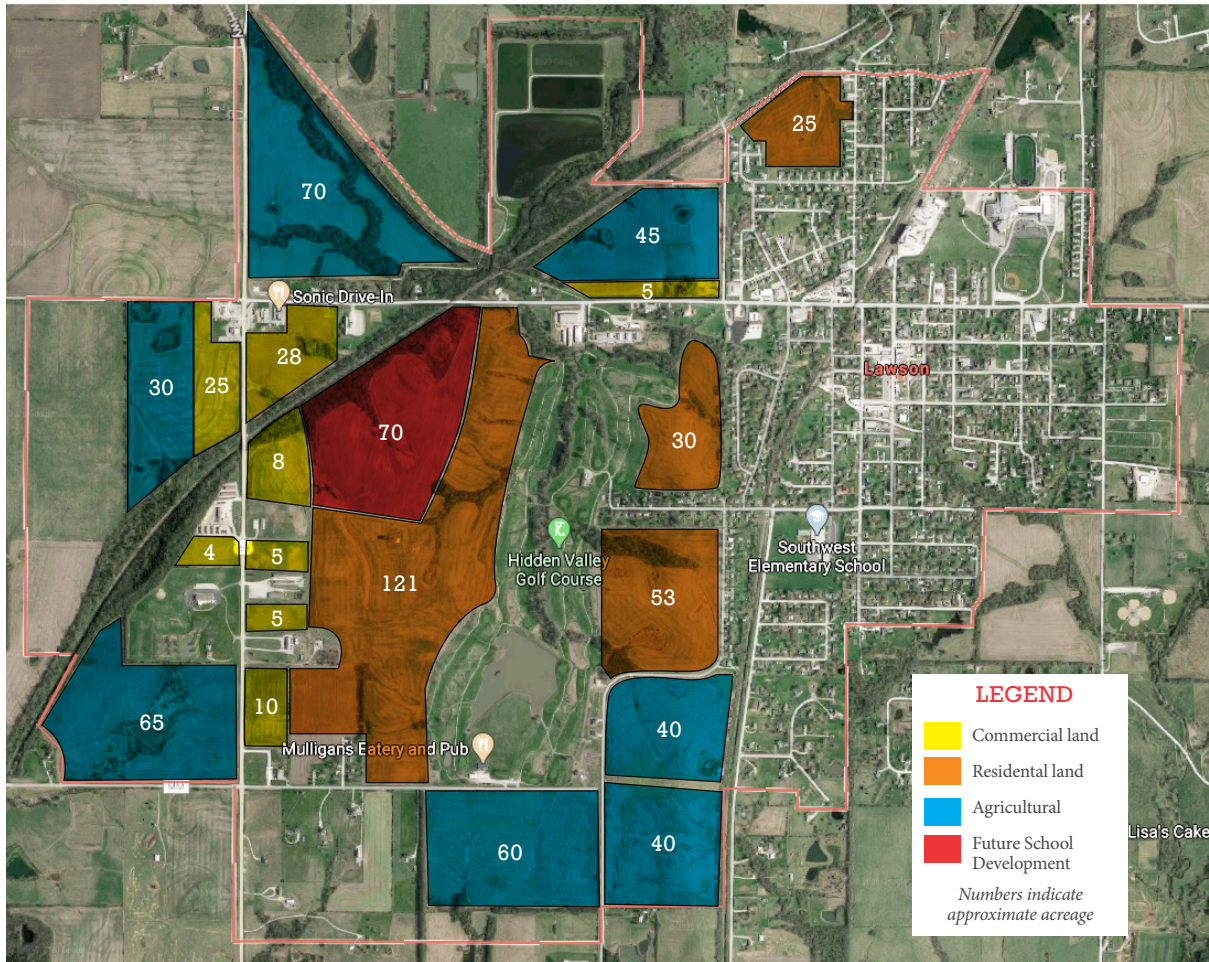 25
70
45
5
Sonic Drive-In
28
30
25
Lawson
70
30
8
4
5
Hidden Valley
Golf Course
Southwest
Elementary School
121
53
5
65
10
40
Mulligans Eatery and Pub
MM
60
40
Lisa's Cake
LEGEND
Commercial land
Residental land
Agricultural
Future School
Development
Numbers indicate
approximate acreage